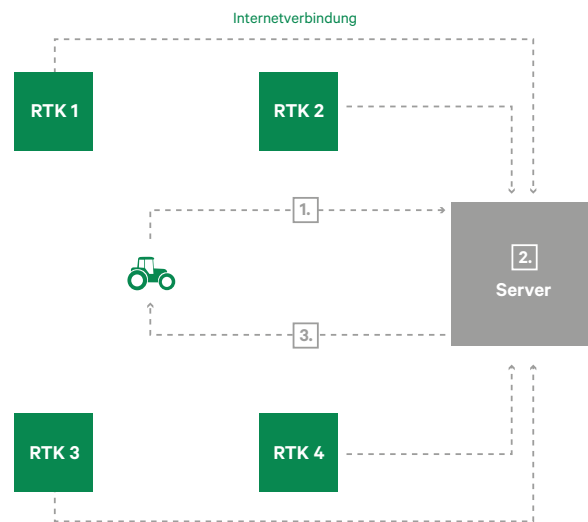 Internetverbindung
RTK 1
RTK 2
1.
2.
Server
3.
RTK 3
RTK 4